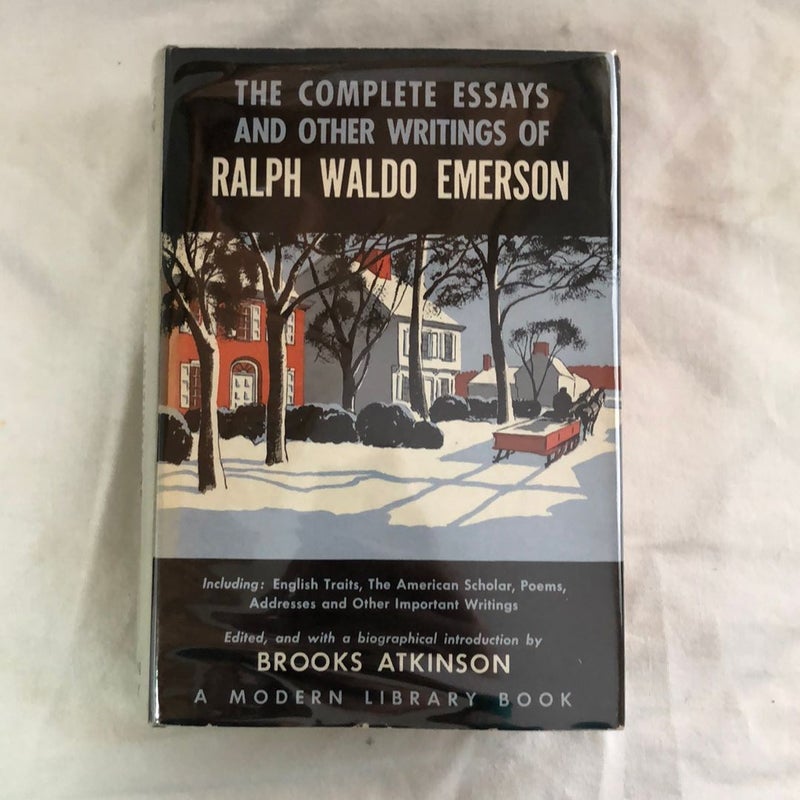 THE COMPLETE ESSAYS
AND OTHER WRITINGS OF
RALPH WALDO EMERSON
Including: English Traits, The American Scholar, Poems,
Addresses and Other Important Writings
Edited, and with a biographical introduction by
BROOKS ATKINSON
A MODERN LIBRARY BOOK